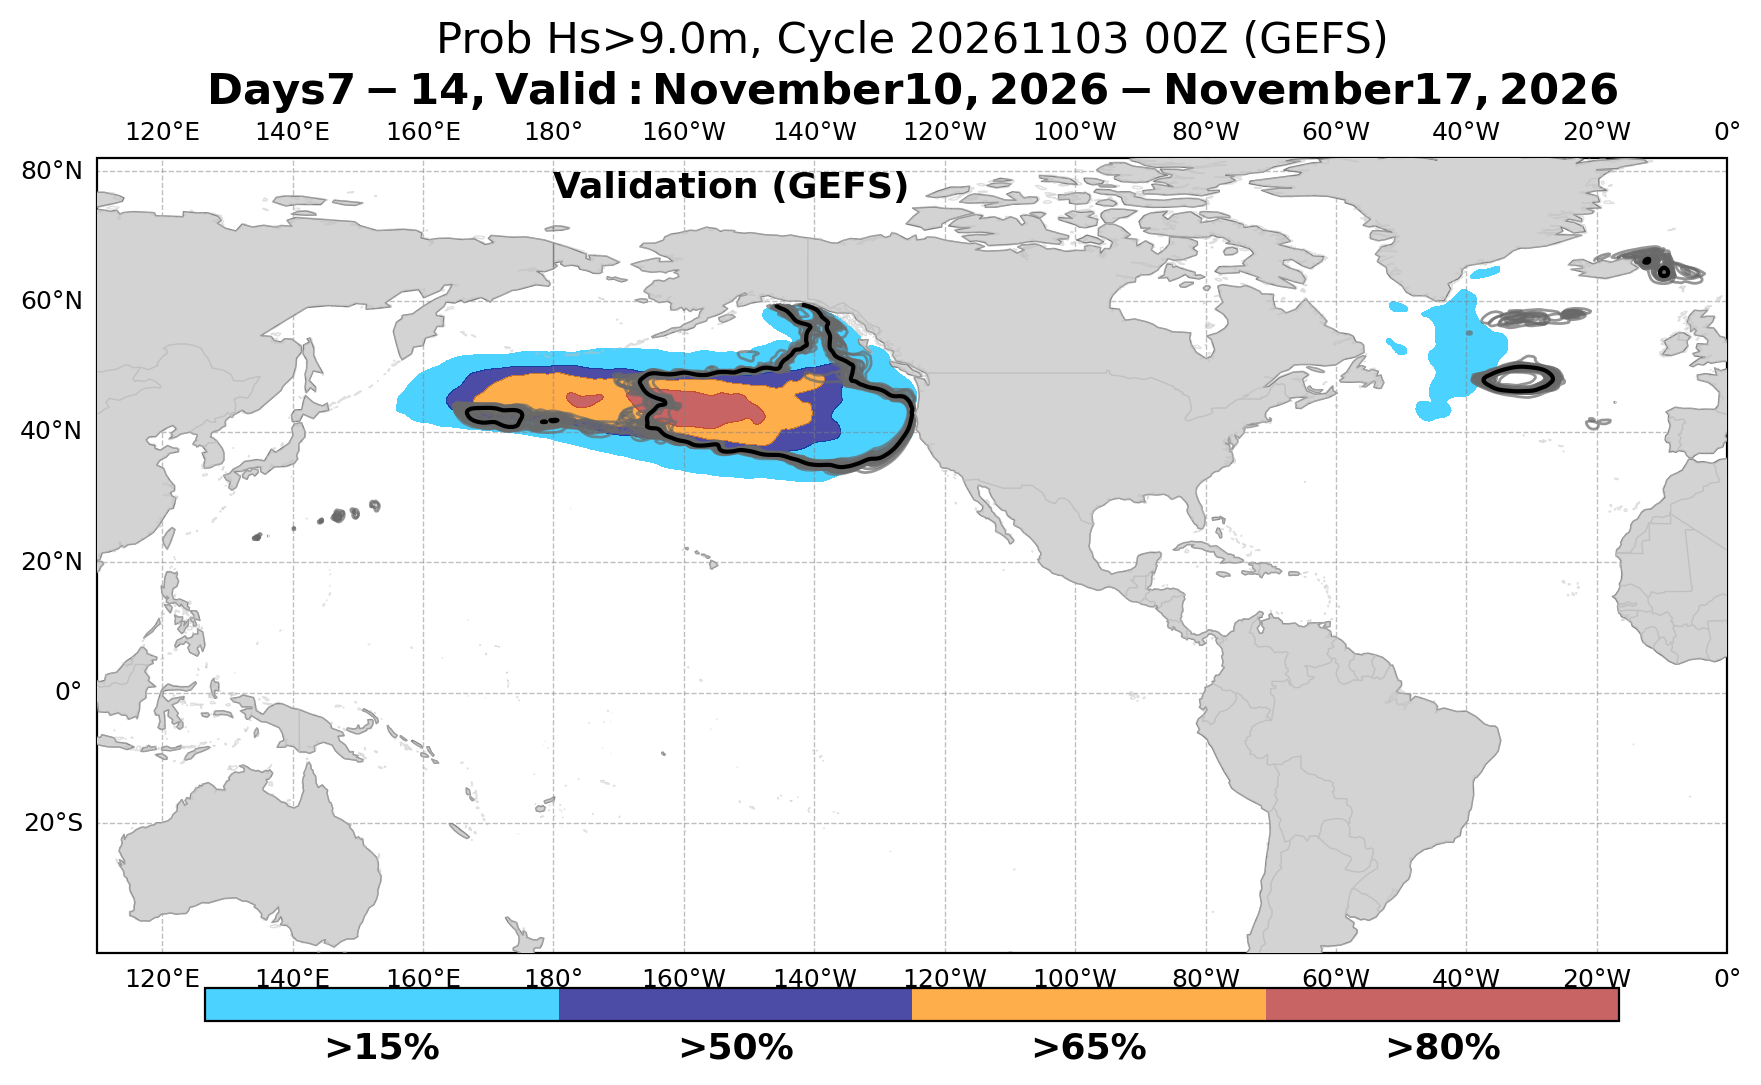 Prob Hs>9.0m, Cycle 20261103 00Z (GEFS)
Days7−14, Valid : November10, 2026−November17, 2026
120°E 140°E 160°E 180° 160°W 140°W 120°W 100°W 80°W 60°W 40°W 20°W 0°
80°N
Validation (GEFS)
60°N
40°N
20°N
0°
20°S
120°E 140°E 160°E 180° 160°W 140°W 120°W 100°W 80°W 60°W 40°W 20°W 0°
>15% >50% >65% >80%